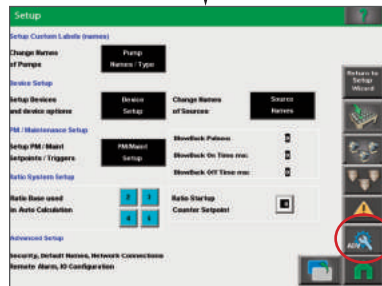 Setup
?
Setup Custom Labels (names)
Change Names of Pumps
Pump Names / Type
Return to Setup Wizard
Device Setup
Setup Devices and device options
Device Setup
Change Names of Sources
Source Names
PM / Maintenance Setup
Setup PM / Maint Setpoints / Triggers
PM/Maint Setup
BlowBack Pulses:
BlowBack On Time ms:
BlowBack Off Time ms:
Ratio System Setup
Ratio Base used in Auto Calculation
2 3
4 6
Ratio Startup Counter Setpoint
ADV
Advanced Setup
Security, Default Names, Network Connections
Remote Alarm, IO Configuration